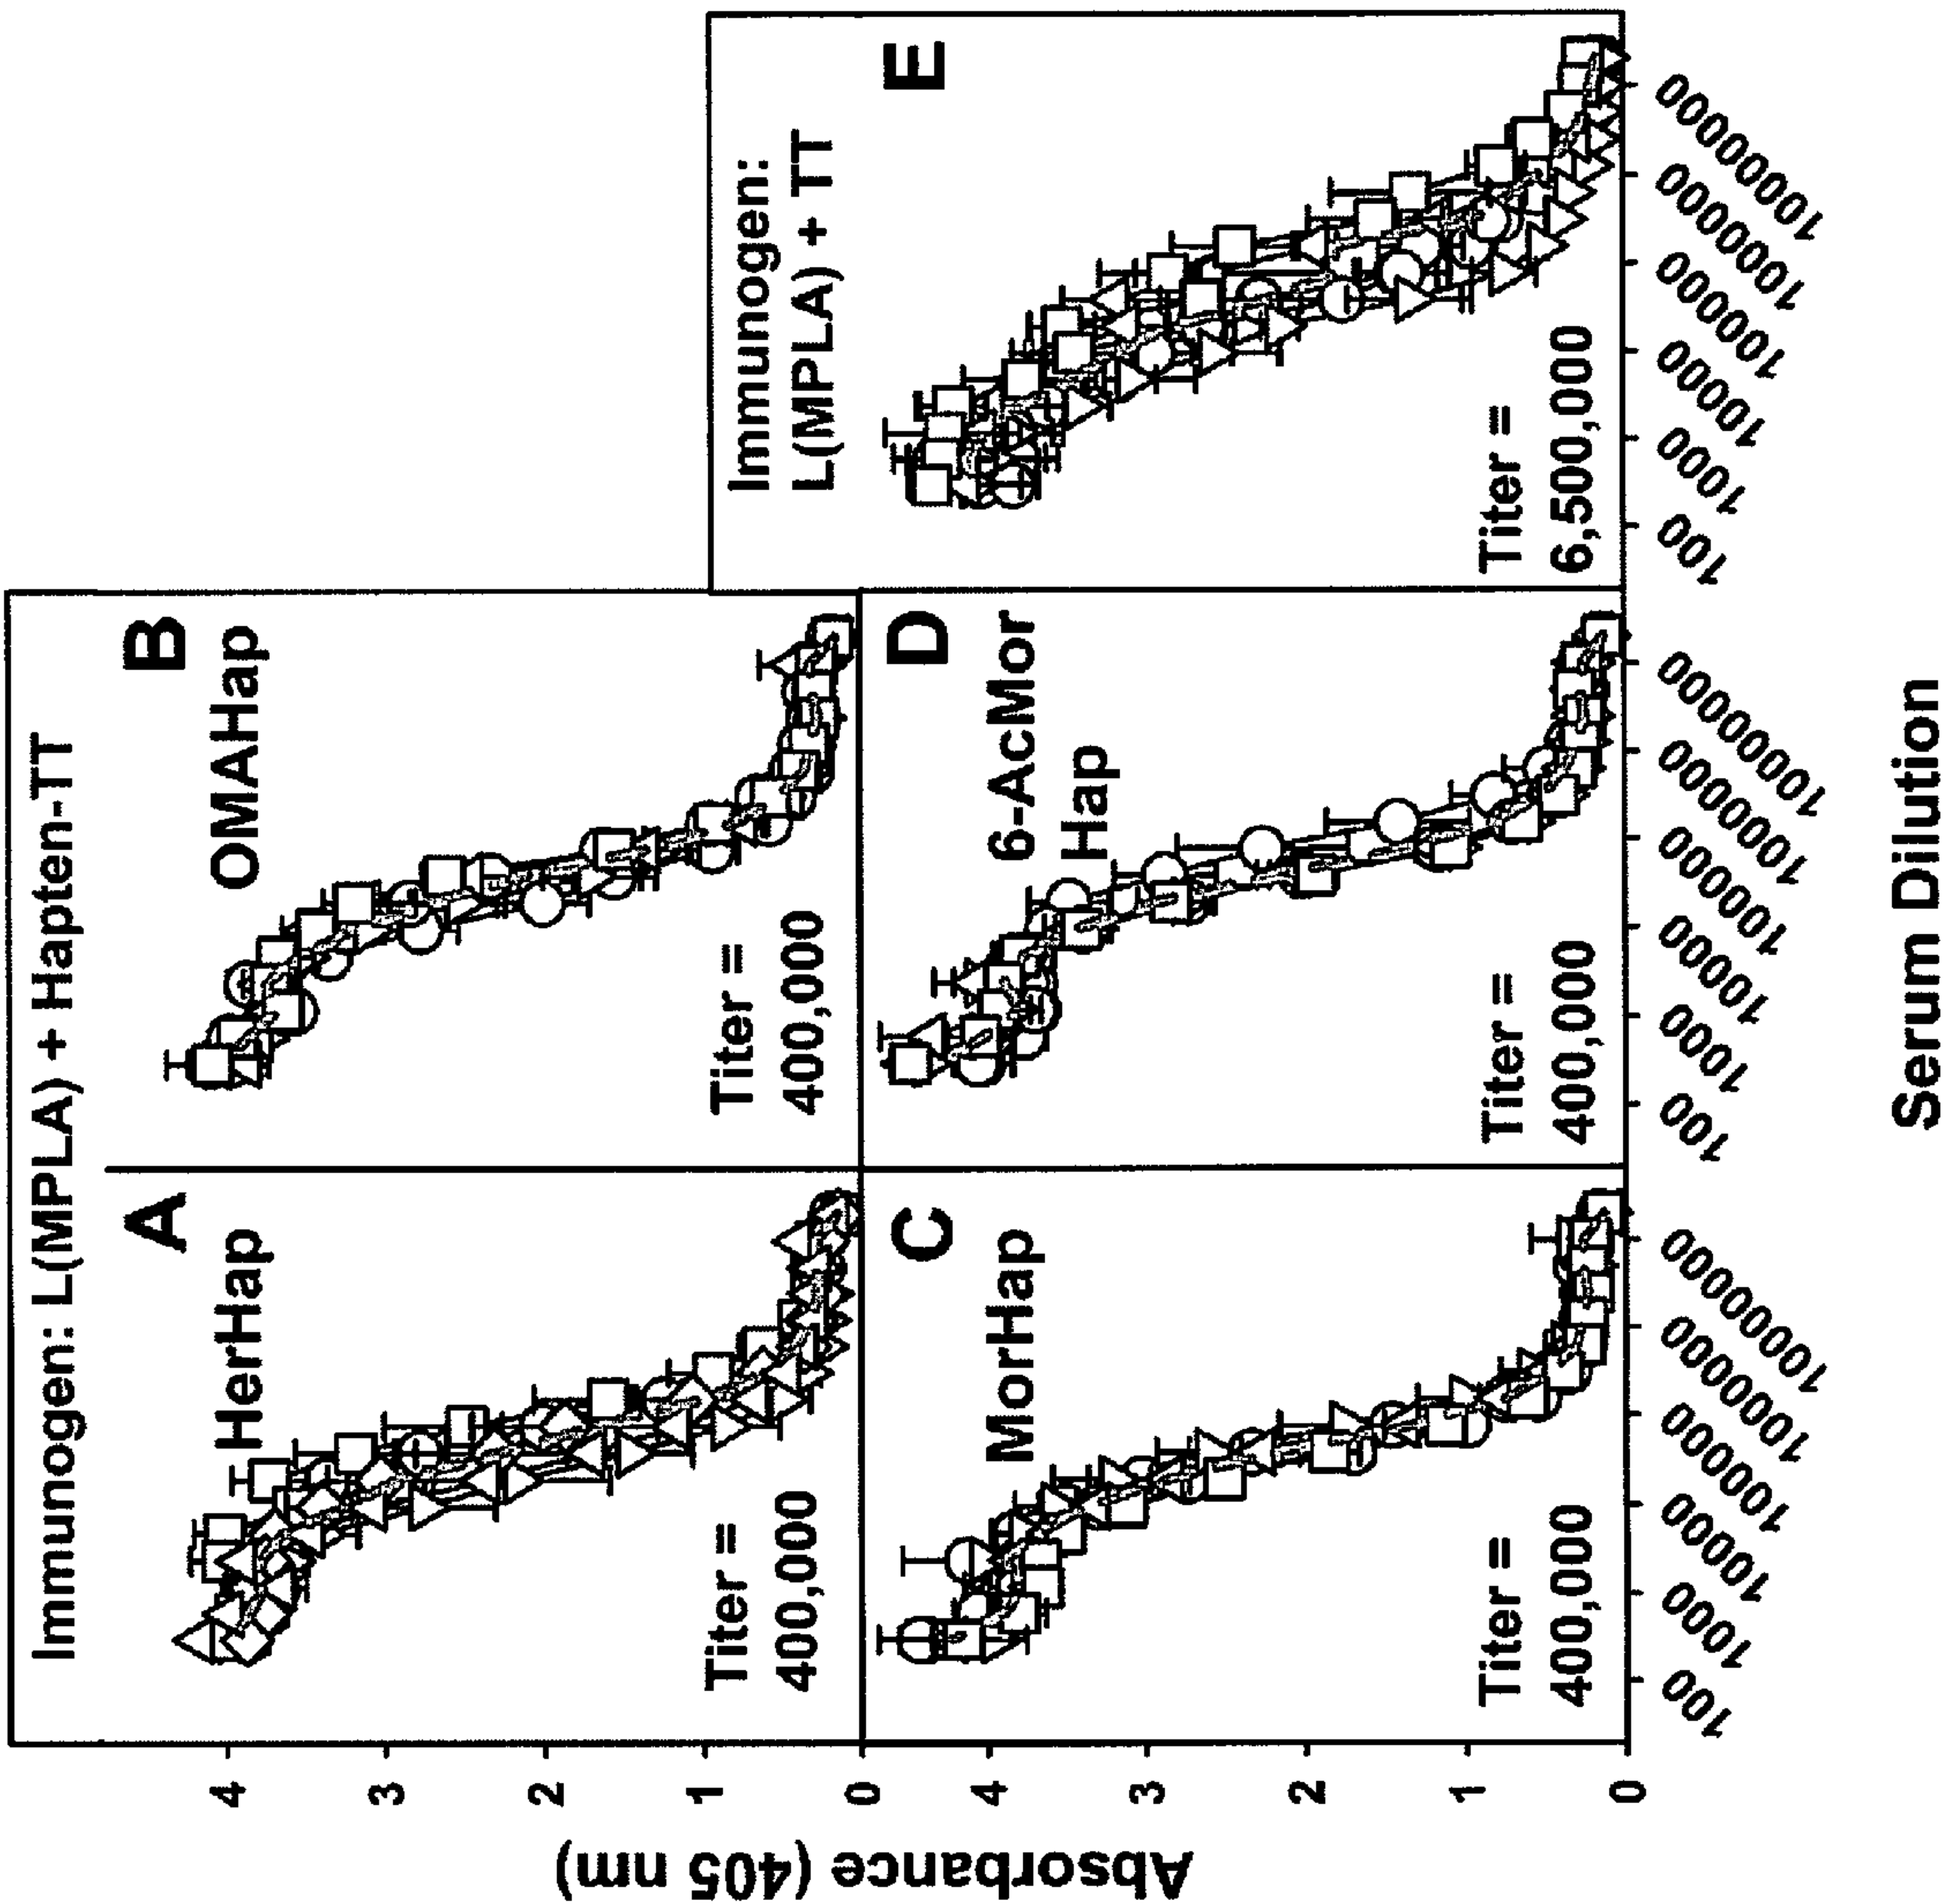 Immunogen: L(MPLA) + Hapten-TT
A
HerHap
Titer =
400,000
B
OMAHap
Titer =
400,000
C
MorHap
Titer =
400,000
D
6-AcMor
Hap
Titer =
400,000
Immunogen:
L(MPLA) + TT
E
Titer =
6,500,000
Absorbance (405 nm)
4
3
2
1
0
4
3
2
1
0
100
1000
10000
100000
1000000
10000000
100
1000
10000
100000
1000000
10000000
100
1000
10000
100000
1000000
10000000
Serum Dilution